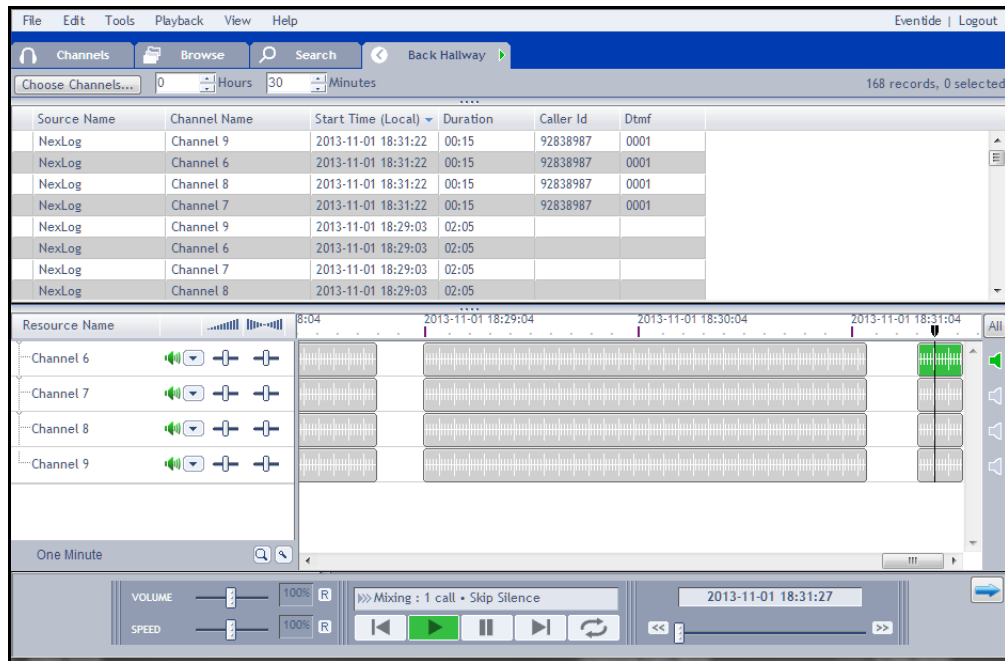 File Edit Tools Playback View Help Eventide | Logout
Channels Browse Search Back Hallway
Choose Channels... 0 Hours 30 Minutes 168 records, 0 selected
Source Name Channel Name Start Time (Local) Duration Caller Id Dtmf
NexLog Channel 9 2013-11-01 18:31:22 00:15 92838987 0001
NexLog Channel 6 2013-11-01 18:31:22 00:15 92838987 0001
NexLog Channel 8 2013-11-01 18:31:22 00:15 92838987 0001
NexLog Channel 7 2013-11-01 18:31:22 00:15 92838987 0001
NexLog Channel 9 2013-11-01 18:29:03 02:05
NexLog Channel 6 2013-11-01 18:29:03 02:05
NexLog Channel 7 2013-11-01 18:29:03 02:05
NexLog Channel 8 2013-11-01 18:29:03 02:05
Resource Name 8:04 2013-11-01 18:29:04 2013-11-01 18:30:04 2013-11-01 18:31:04 All
Channel 6
Channel 7
Channel 8
Channel 9
One Minute
VOLUME 100% R Mixing : 1 call • Skip Silence 2013-11-01 18:31:27
SPEED 100% R